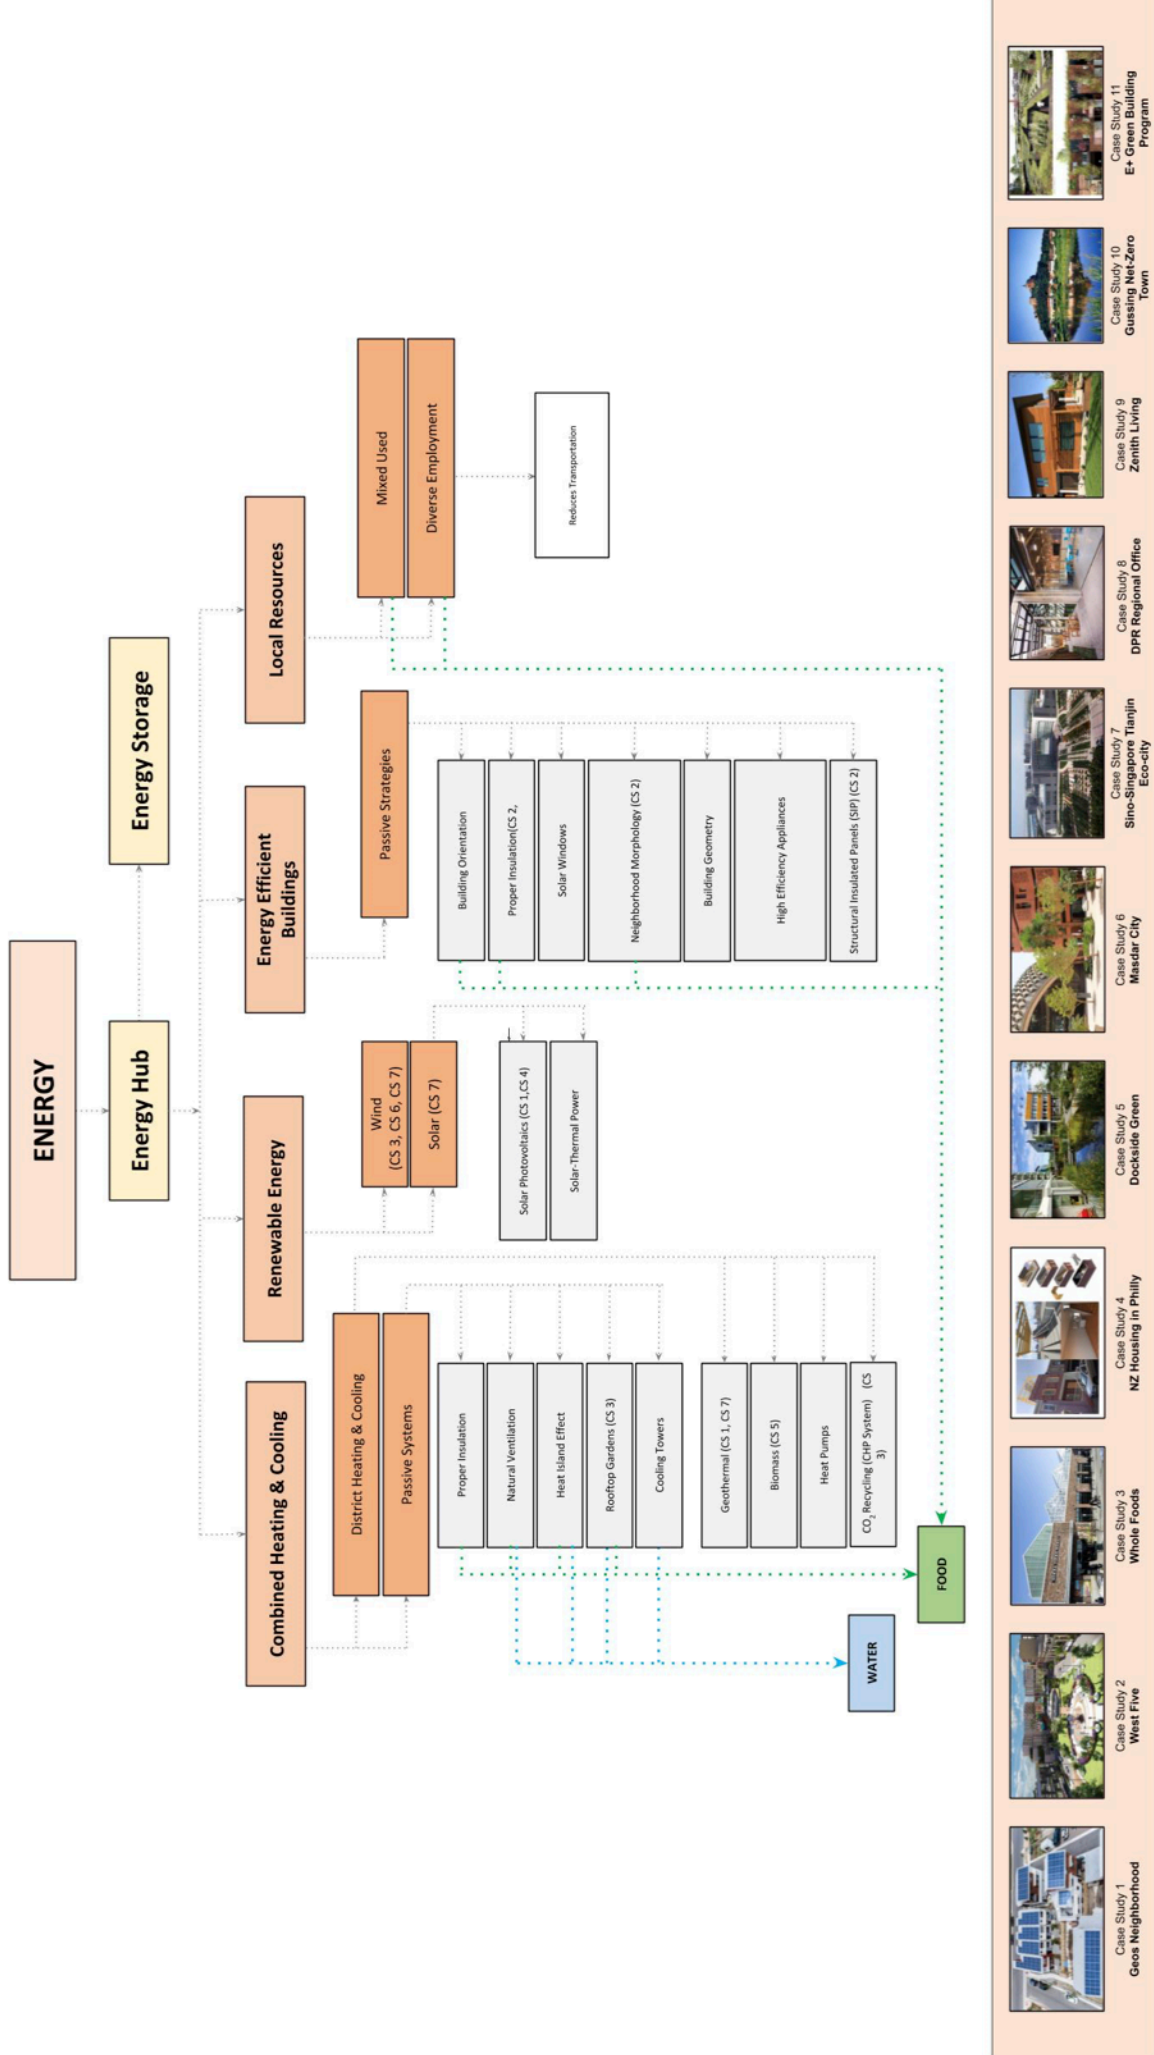 ENERGY
Energy Hub
Energy Storage
Combined Heating & Cooling
Renewable Energy
Energy Efficient
Buildings
Local Resources
District Heating & Cooling
Passive Systems
Wind
(CS 3, CS 6, CS 7)
Solar (CS 7)
Passive Strategies
Mixed Used
Diverse Employment
Proper Insulation
Natural Ventilation
Heat Island Effect
Rooftop Gardens (CS 3)
Cooling Towers
Geothermal (CS 1, CS 7)
Biomass (CS 5)
Heat Pumps
CO2 Recycling (CHP System) (CS
3)
Solar Photovoltaics (CS 1,CS 4)
Solar-Thermal Power
Building Orientation
Proper Insulation(CS 2,
Solar Windows
Neighborhood Morphology (CS 2)
Building Geometry
High Efficiency Appliances
Structural Insulated Panels (SIP) (CS 2)
Reduces Transportation
WATER
FOOD
Case Study 1
Geos Neighborhood
Case Study 2
West Five
Case Study 3
Whole Foods
Case Study 4
NZ Housing in Philly
Case Study 5
Dockside Green
Case Study 6
Masdar City
Case Study 7
Sino-Singapore Tianjin
Eco-city
Case Study 8
DPR Regional Office
Case Study 9
Zenith Living
Case Study 10
Gussing Net-Zero
Town
Case Study 11
E+ Green Building
Program